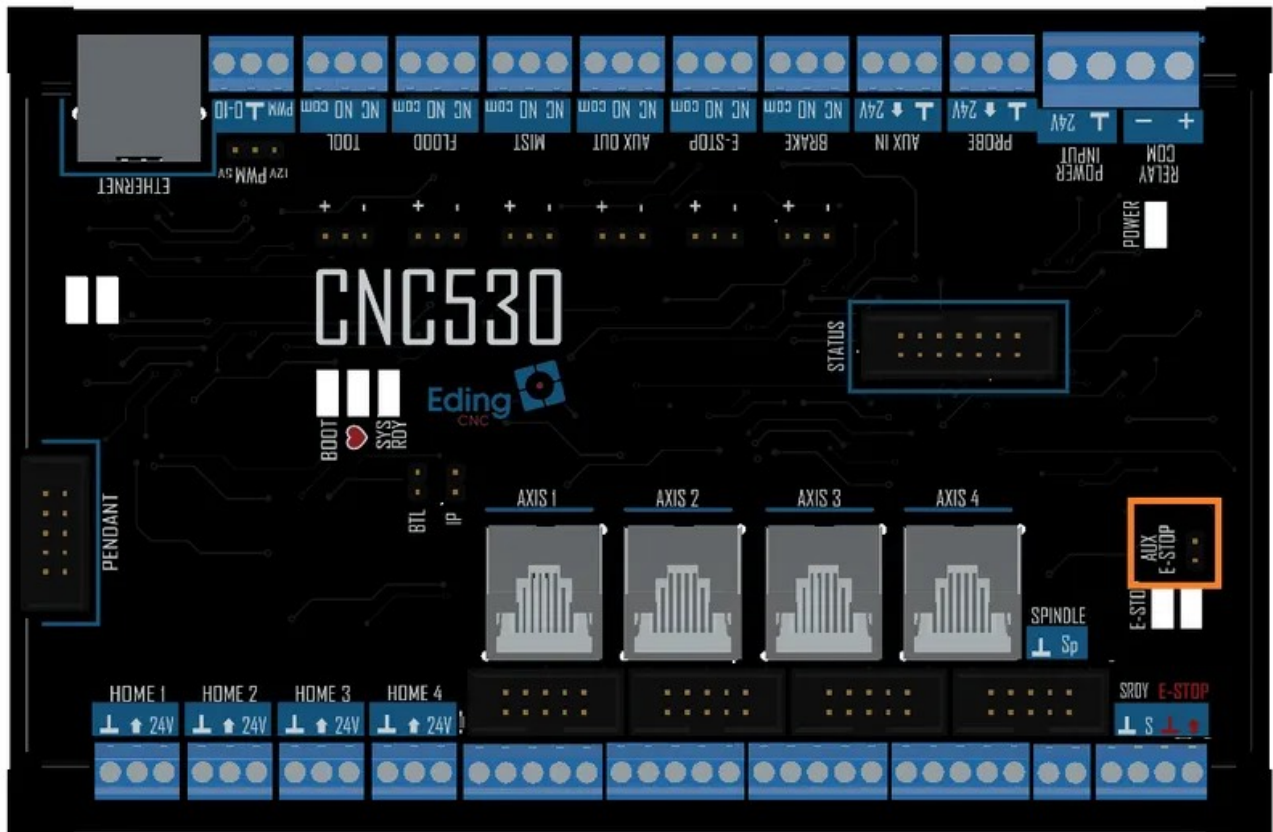 PWM ⊥ 0-10
com NO NC
com NO NC
com NO NC
com NO NC
com NO NC
com NO NC
24V ⬆ ⊥
24V ⬆ ⊥
24V ⊥
− +
ETHERNET
12V PWM 5V
TOOL
FLOOD
MIST
AUX OUT
E-STOP
BRAKE
AUX IN
PROBE
POWER
INPUT
RELAY
COM
+ -
+ -
+ -
+ -
+ -
+ -
POWER
CNC530
STATUS
Eding
CNC
BOOT
SYS
RDY
PENDANT
BTL
IP
AXIS 1
AXIS 2
AXIS 3
AXIS 4
AUX
E-STOP
E-STO
SPINDLE
⊥ Sp
HOME 1
HOME 2
HOME 3
HOME 4
⊥ ⬆ 24V
⊥ ⬆ 24V
⊥ ⬆ 24V
⊥ ⬆ 24V
SRDY E-STOP
⊥ S ⊥ ⬆